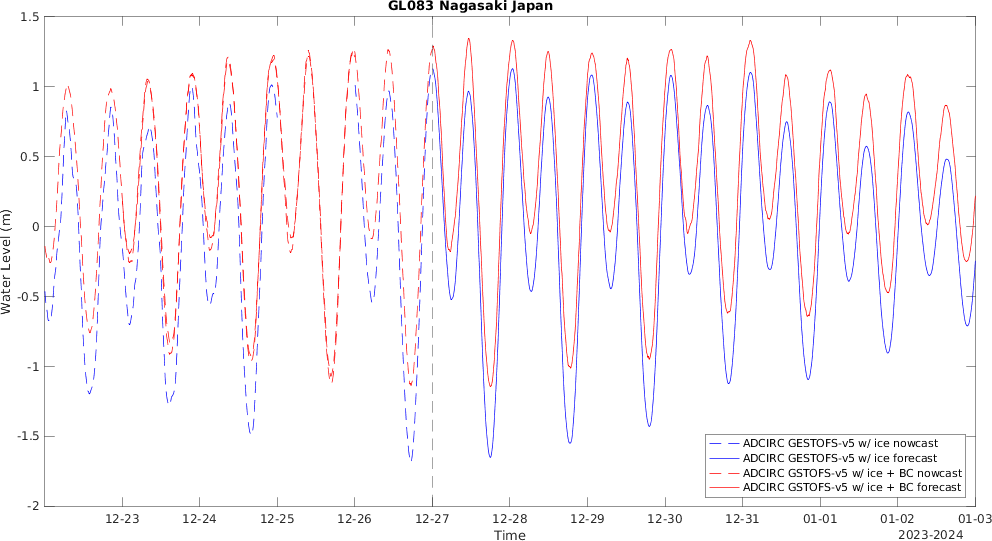 GL083 Nagasaki Japan
Water Level (m)
1.5
1
0.5
0
-0.5
-1
-1.5
-2
12-23 12-24 12-25 12-26 12-27 12-28 12-29 12-30 12-31 01-01 01-02 01-03
Time
2023-2024
ADCIRC GESTOFS-v5 w/ ice nowcast
ADCIRC GESTOFS-v5 w/ ice forecast
ADCIRC GSTOFS-v5 w/ ice + BC nowcast
ADCIRC GSTOFS-v5 w/ ice + BC forecast